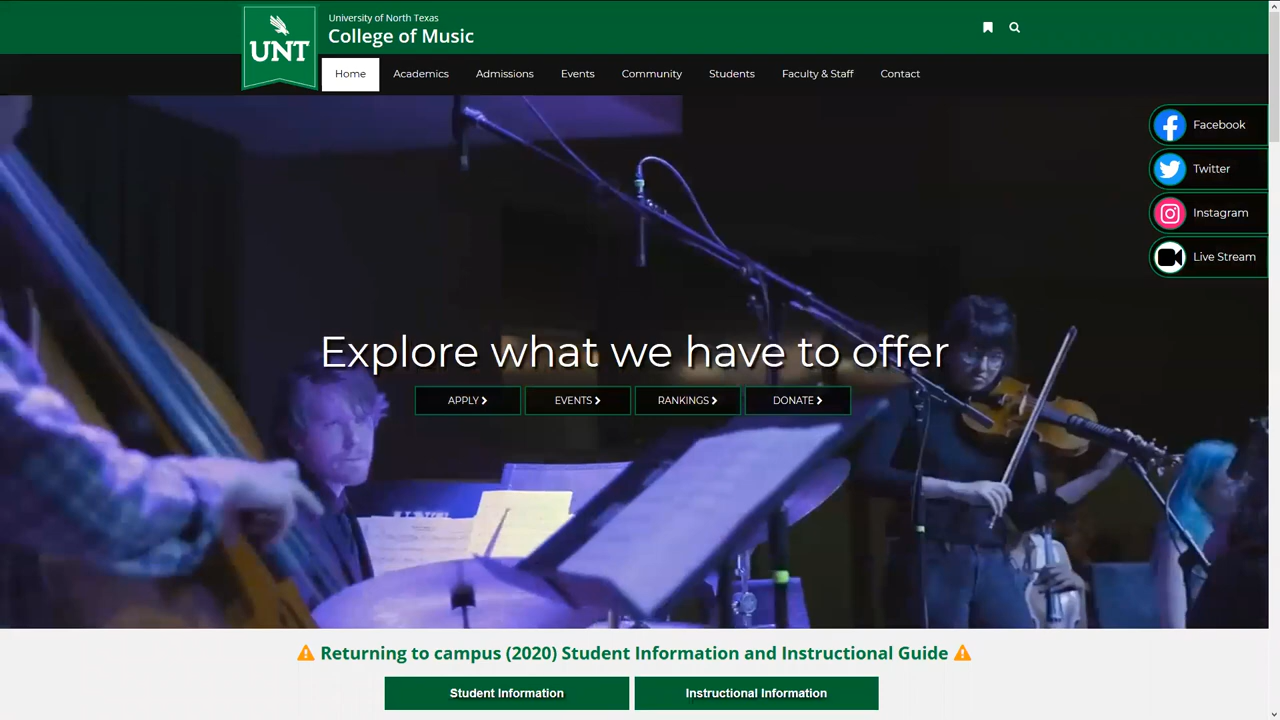 University of North Texas
College of Music
UNT
Home Academics Admissions Events Community Students Faculty & Staff Contact
Facebook
Twitter
Instagram
Live Stream
Explore what we have to offer
APPLY EVENTS RANKINGS DONATE
Returning to campus (2020) Student Information and Instructional Guide
Student Information Instructional Information